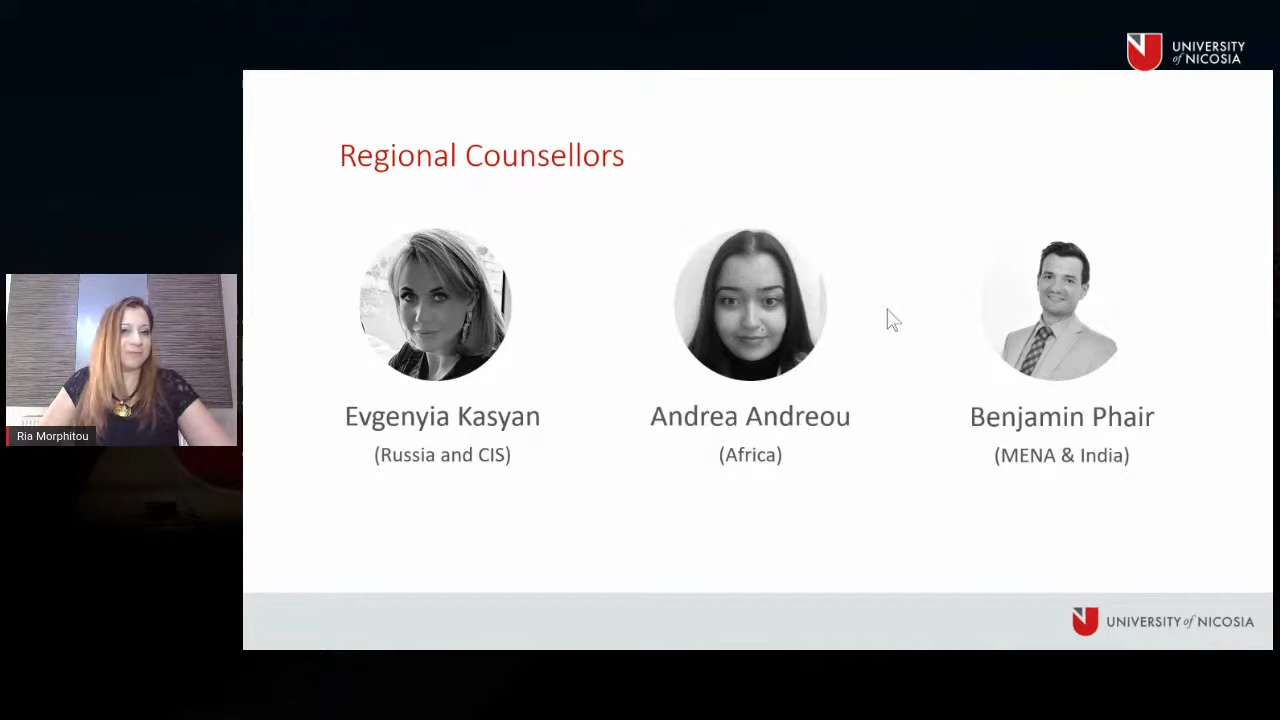 UNIVERSITY
of NICOSIA
Regional Counsellors
Evgenyia Kasyan
Andrea Andreou
Benjamin Phair
(Russia and CIS)
(Africa)
(MENA & India)
Ria Morphitou
UNIVERSITY of NICOSIA